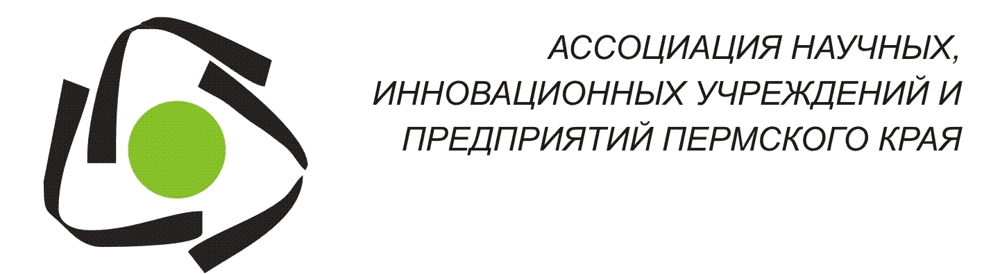 АССОЦИАЦИЯ НАУЧНЫХ,
ИННОВАЦИОННЫХ УЧРЕЖДЕНИЙ И
ПРЕДПРИЯТИЙ ПЕРМСКОГО КРАЯ